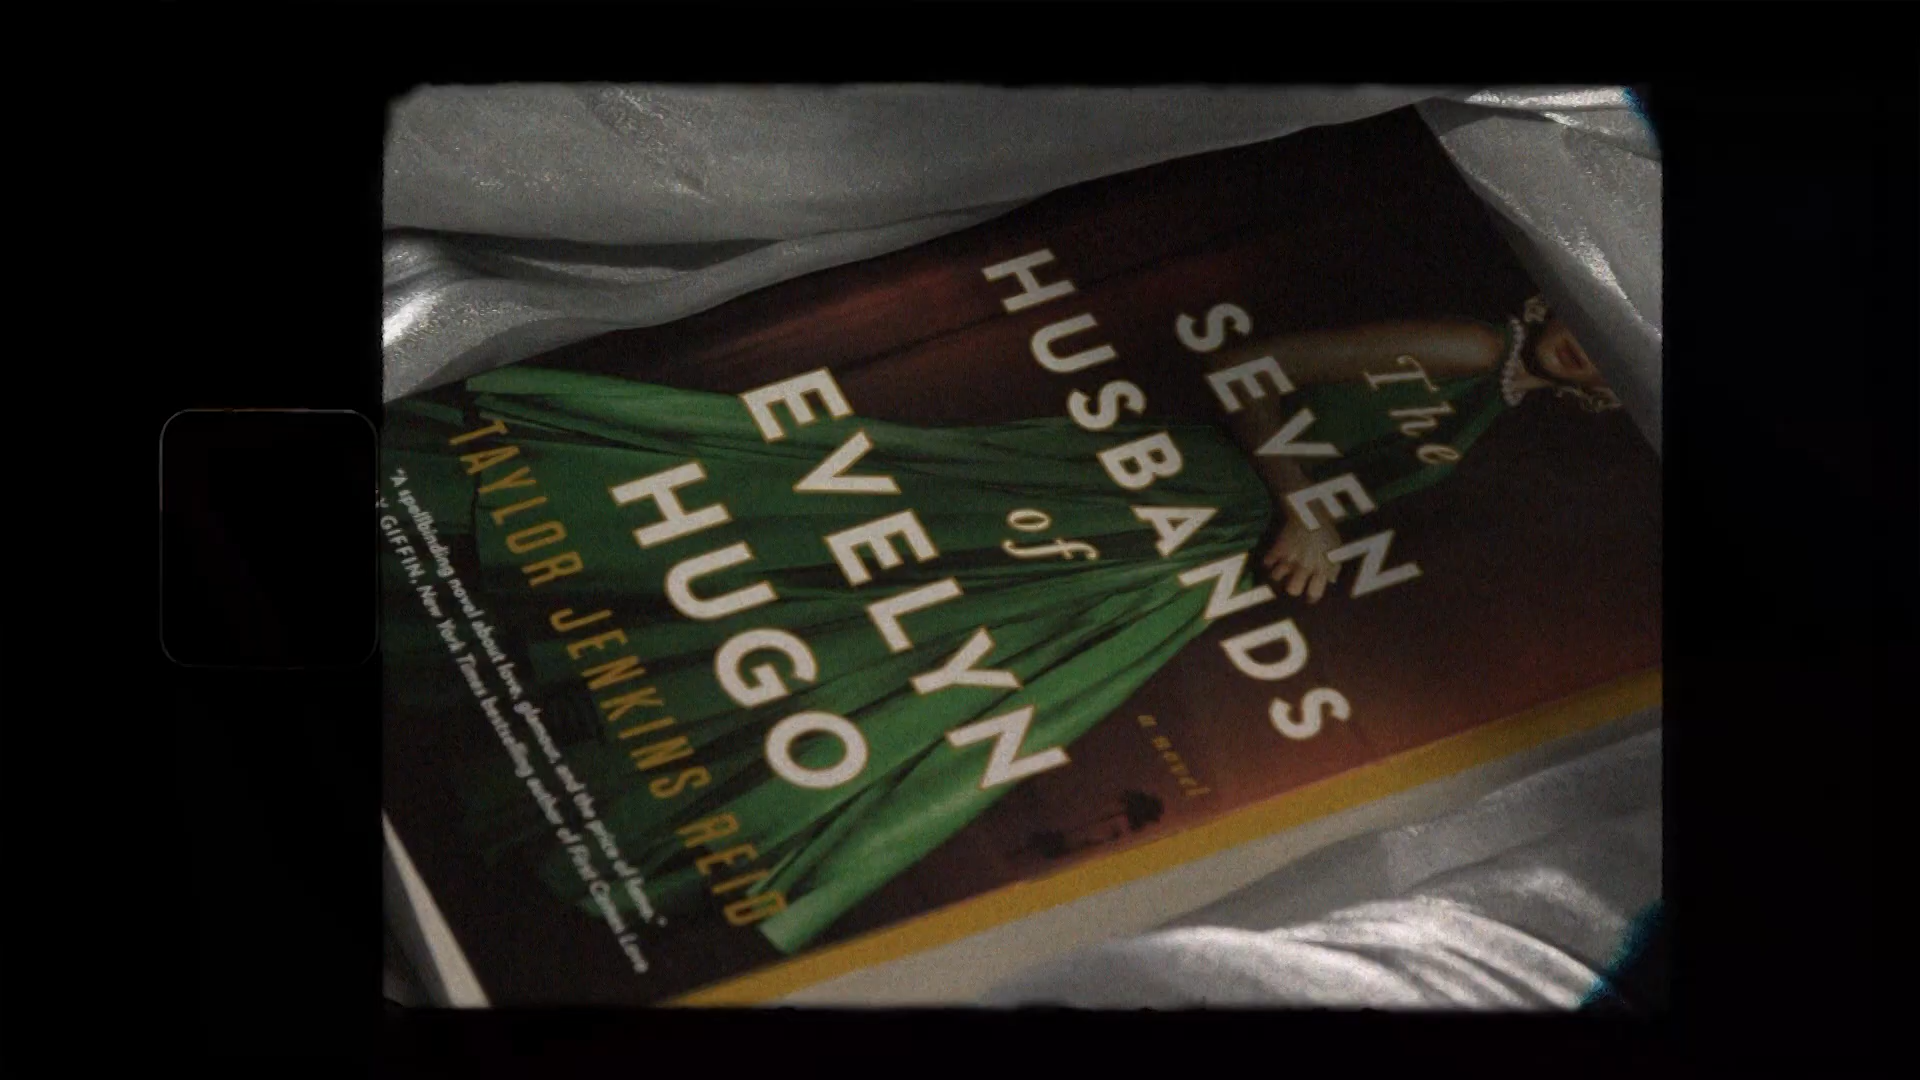 The
SEVEN
HUSBANDS
of
EVELYN
HUGO
a novel
TAYLOR JENKINS REID
"A spellbinding novel about love, glamour, and the price of fame."
GIFFIN, New York Times bestselling author of First Comes Love